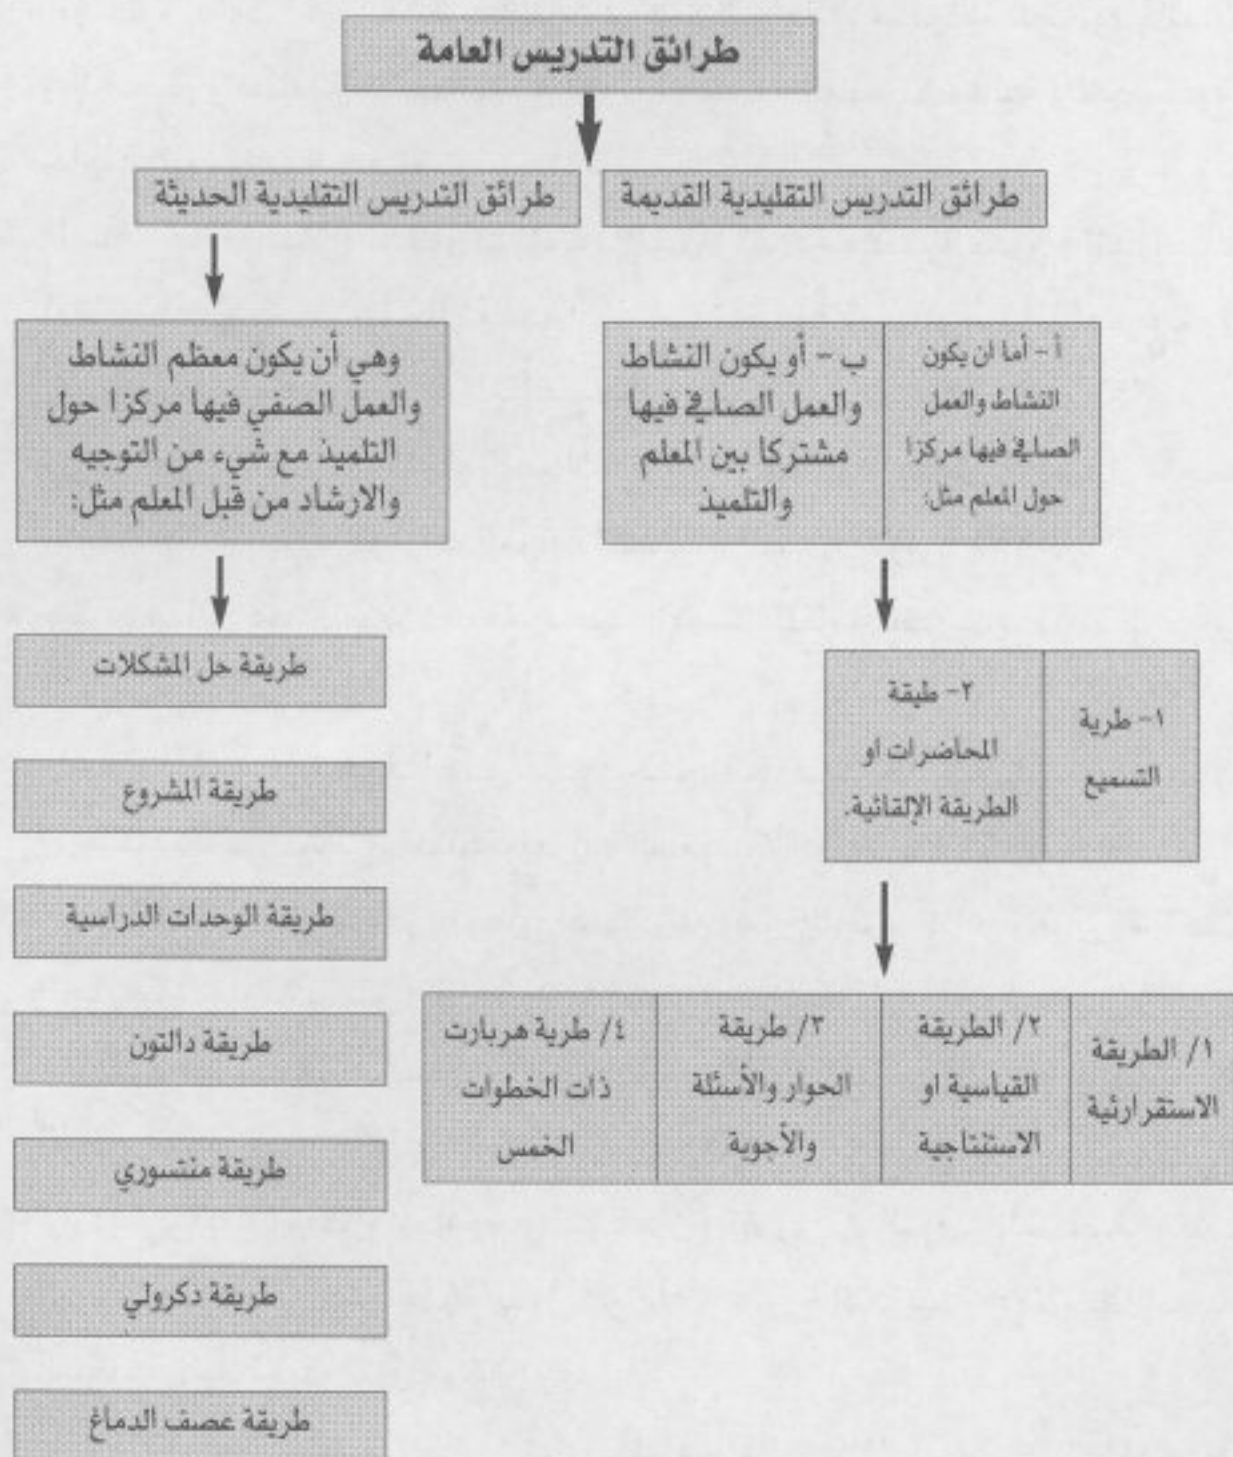 طرائق التدريس العامة
طرائق التدريس التقليدية القديمة
طرائق التدريس التقليدية الحديثة
أ - أما ان يكون
النشاط والعمل
الصافي فيها مركزا
حول المعلم مثل:
ب - أو يكون النشاط
والعمل الصافي فيها
مشتركا بين المعلم
والتلميذ
وهي أن يكون معظم النشاط
والعمل الصفي فيها مركزا حول
التلميذ مع شيء من التوجيه
والارشاد من قبل المعلم مثل:
١- طرية
التسميع
٢- طيقة
المحاضرات او
الطريقة الإلقائية.
١/ الطريقة
الاستقرارئية
٢/ الطريقة
القياسية او
الاستنتاجية
٣/ طريقة
الحوار والأسئلة
والأجوبة
٤/ طرية هربارت
ذات الخطوات
الخمس
طريقة حل المشكلات
طريقة المشروع
طريقة الوحدات الدراسية
طريقة دالتون
طريقة منتسوري
طريقة دكرولي
طريقة عصف الدماغ